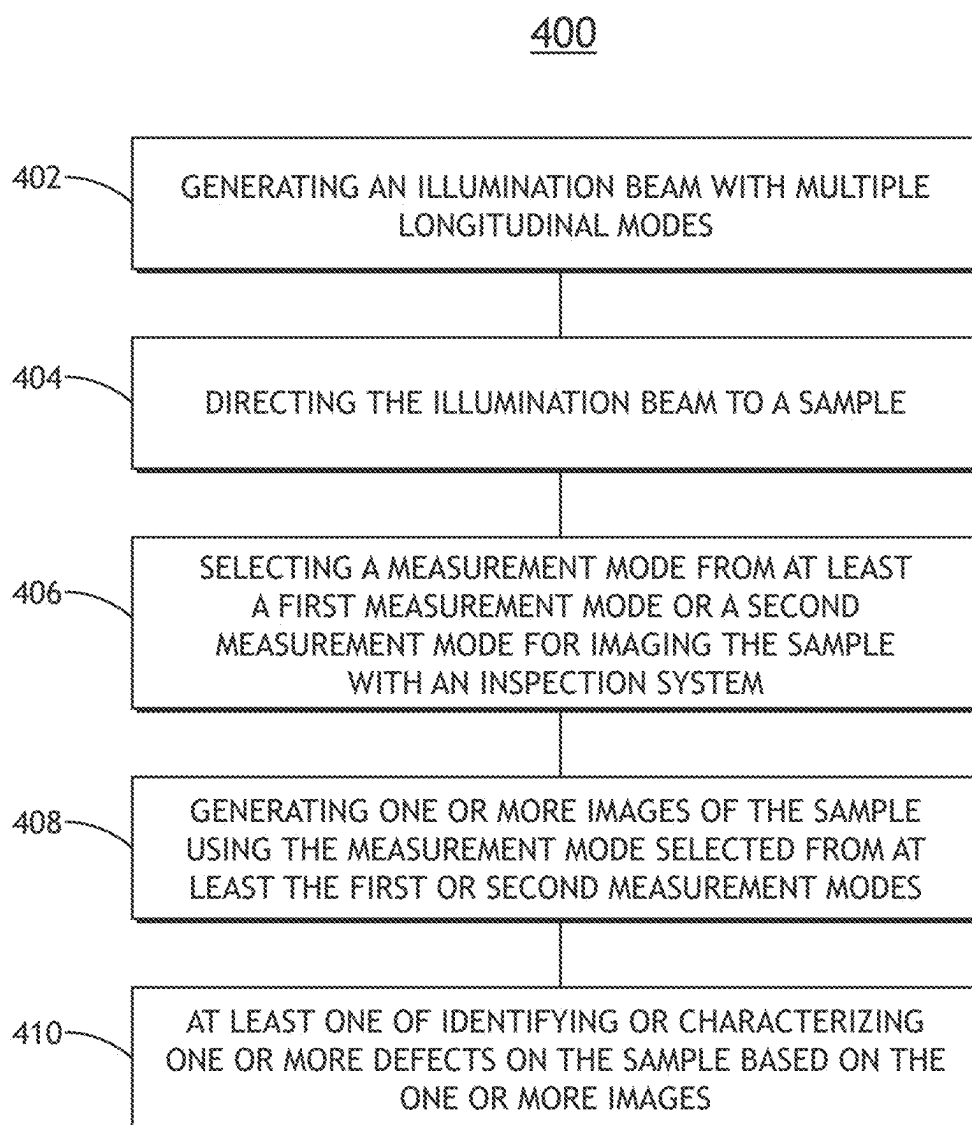 400
402
GENERATING AN ILLUMINATION BEAM WITH MULTIPLE
LONGITUDINAL MODES
404
DIRECTING THE ILLUMINATION BEAM TO A SAMPLE
406
SELECTING A MEASUREMENT MODE FROM AT LEAST
A FIRST MEASUREMENT MODE OR A SECOND
MEASUREMENT MODE FOR IMAGING THE SAMPLE
WITH AN INSPECTION SYSTEM
408
GENERATING ONE OR MORE IMAGES OF THE SAMPLE
USING THE MEASUREMENT MODE SELECTED FROM AT
LEAST THE FIRST OR SECOND MEASUREMENT MODES
410
AT LEAST ONE OF IDENTIFYING OR CHARACTERIZING
ONE OR MORE DEFECTS ON THE SAMPLE BASED ON THE
ONE OR MORE IMAGES